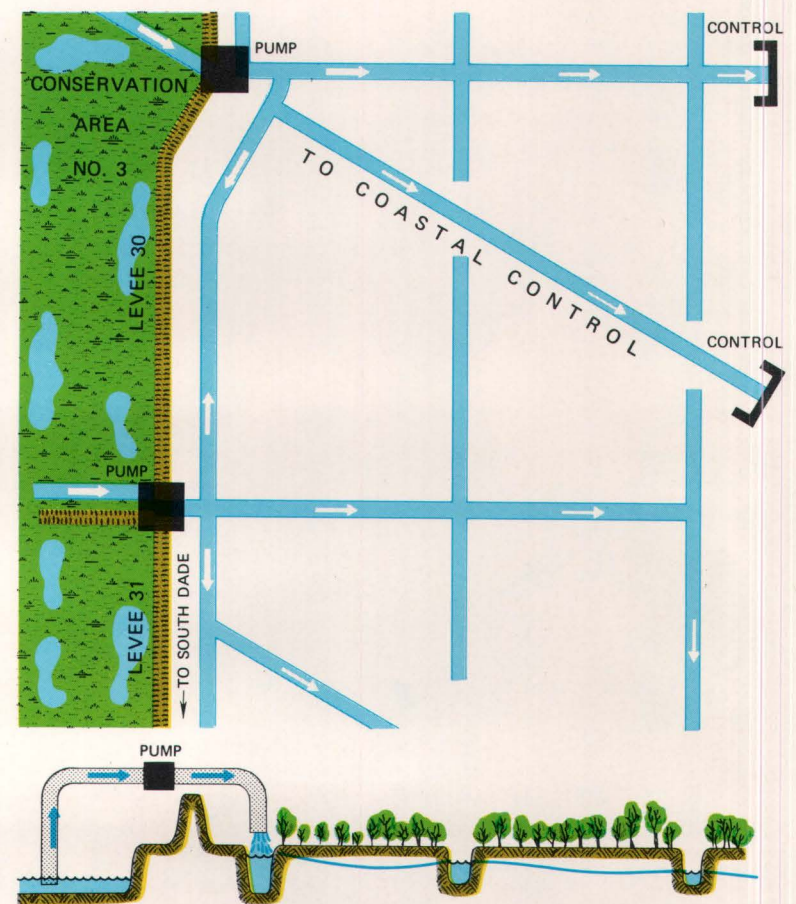 CONTROL
PUMP
CONSERVATION
AREA
NO. 3
TO COASTAL CONTROL
LEVEE 30
CONTROL
PUMP
LEVEE 31
TO SOUTH DADE
PUMP